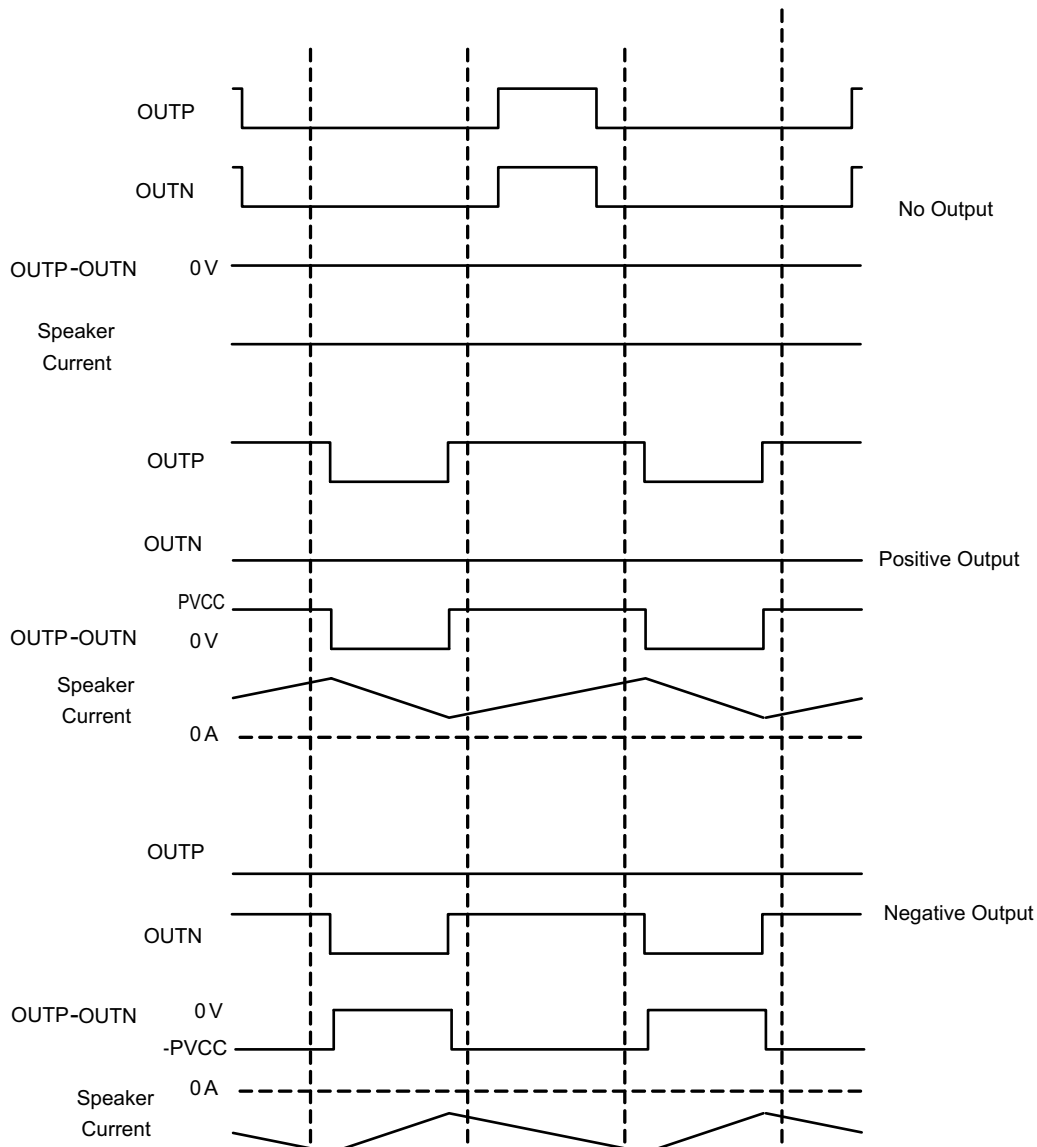 OUTP
OUTN
No Output
OUTP-OUTN 0 V
Speaker
Current
OUTP
OUTN
Positive Output
PVCC
OUTP-OUTN 0 V
Speaker
Current
0 A
OUTP
Negative Output
OUTN
OUTP-OUTN 0 V
-PVCC
0 A
Speaker
Current